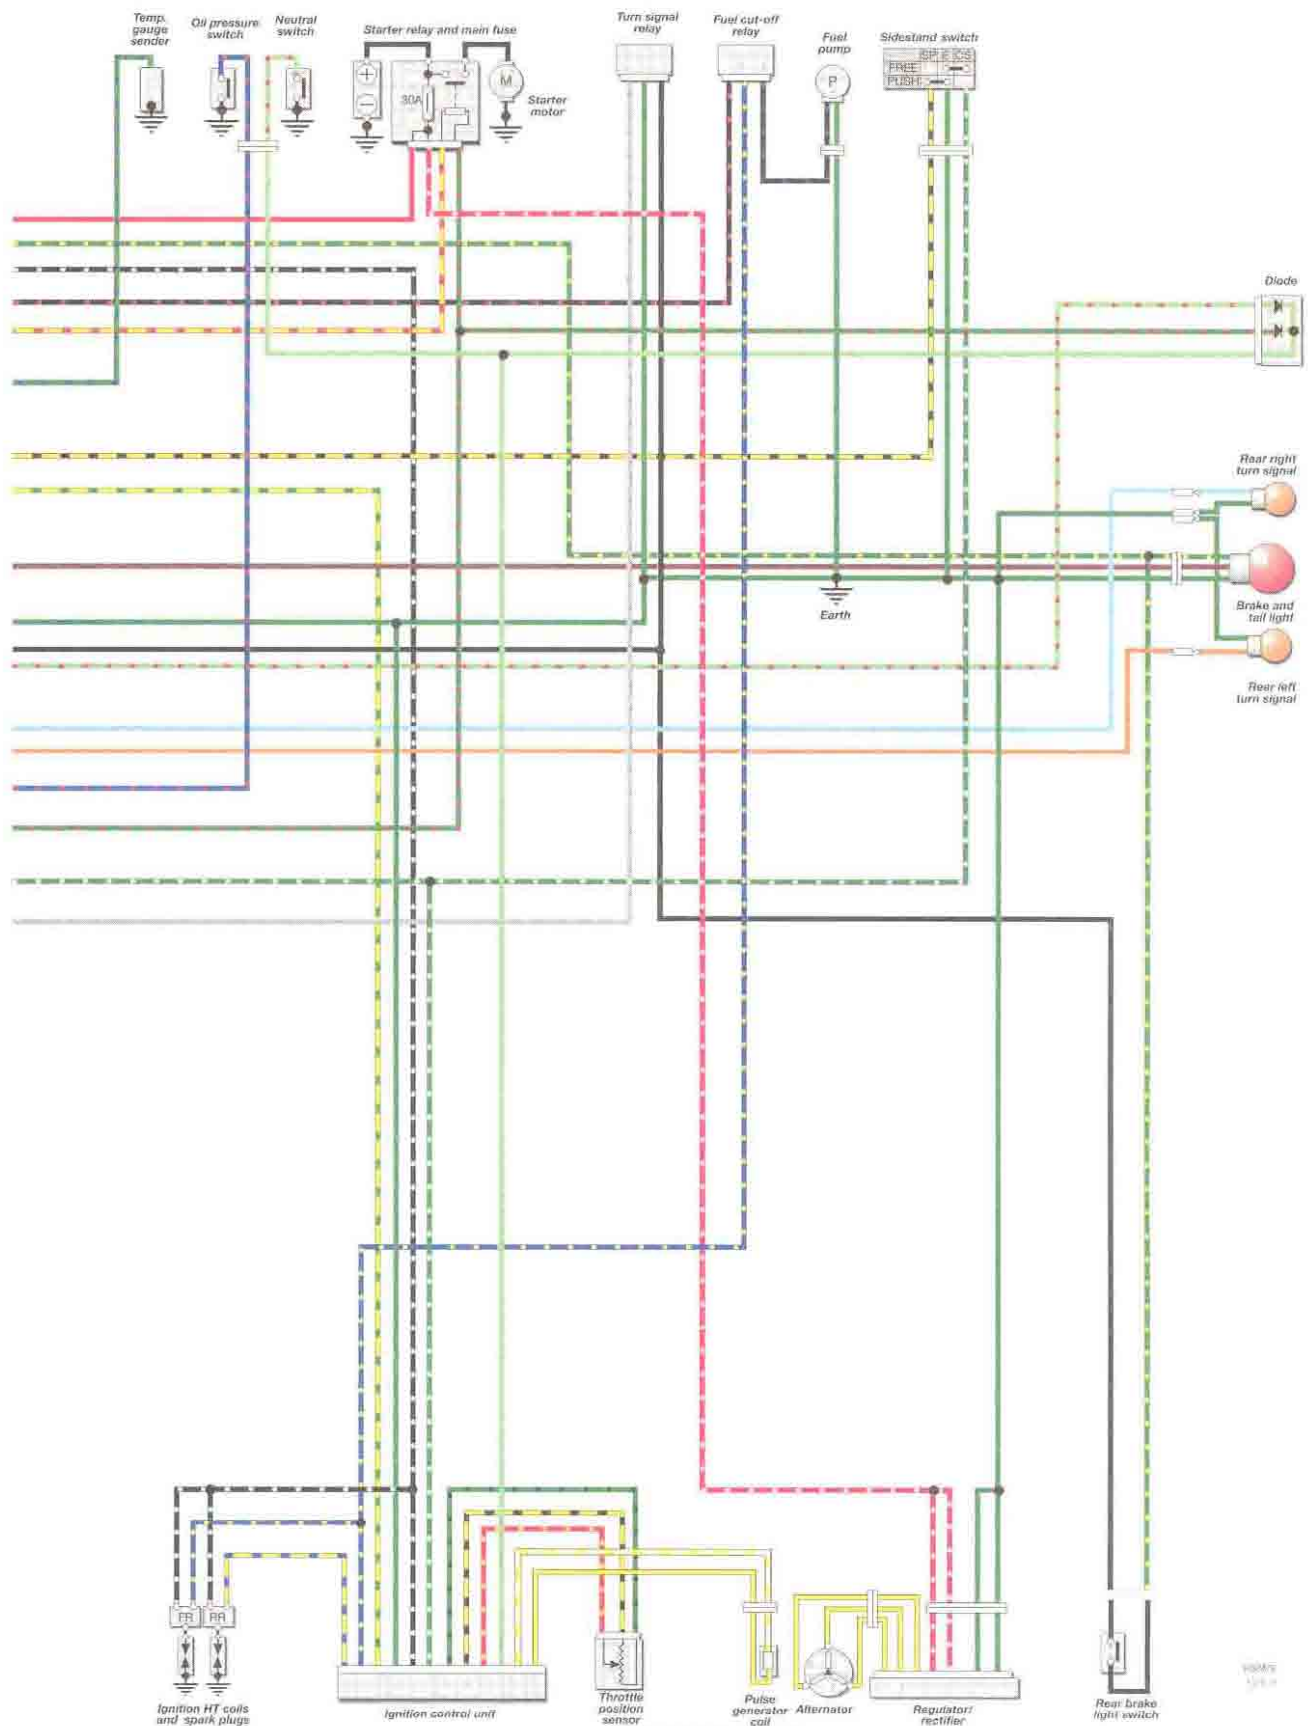 Temp.
gauge
sender
Oil pressure
switch
Neutral
switch
Starter relay and main fuse
30A
M
Starter
motor
Turn signal
relay
Fuel cut-off
relay
Fuel
pump
P
Sidestand switch
FREE
PUSH
Diode
Rear right
turn signal
Earth
Brake and
tail light
Rear left
turn signal
FR
RR
Ignition HT coils
and spark plugs
Ignition control unit
Throttle
position
sensor
Pulse
generator
coil
Alternator
Regulator/
rectifier
Rear brake
light switch